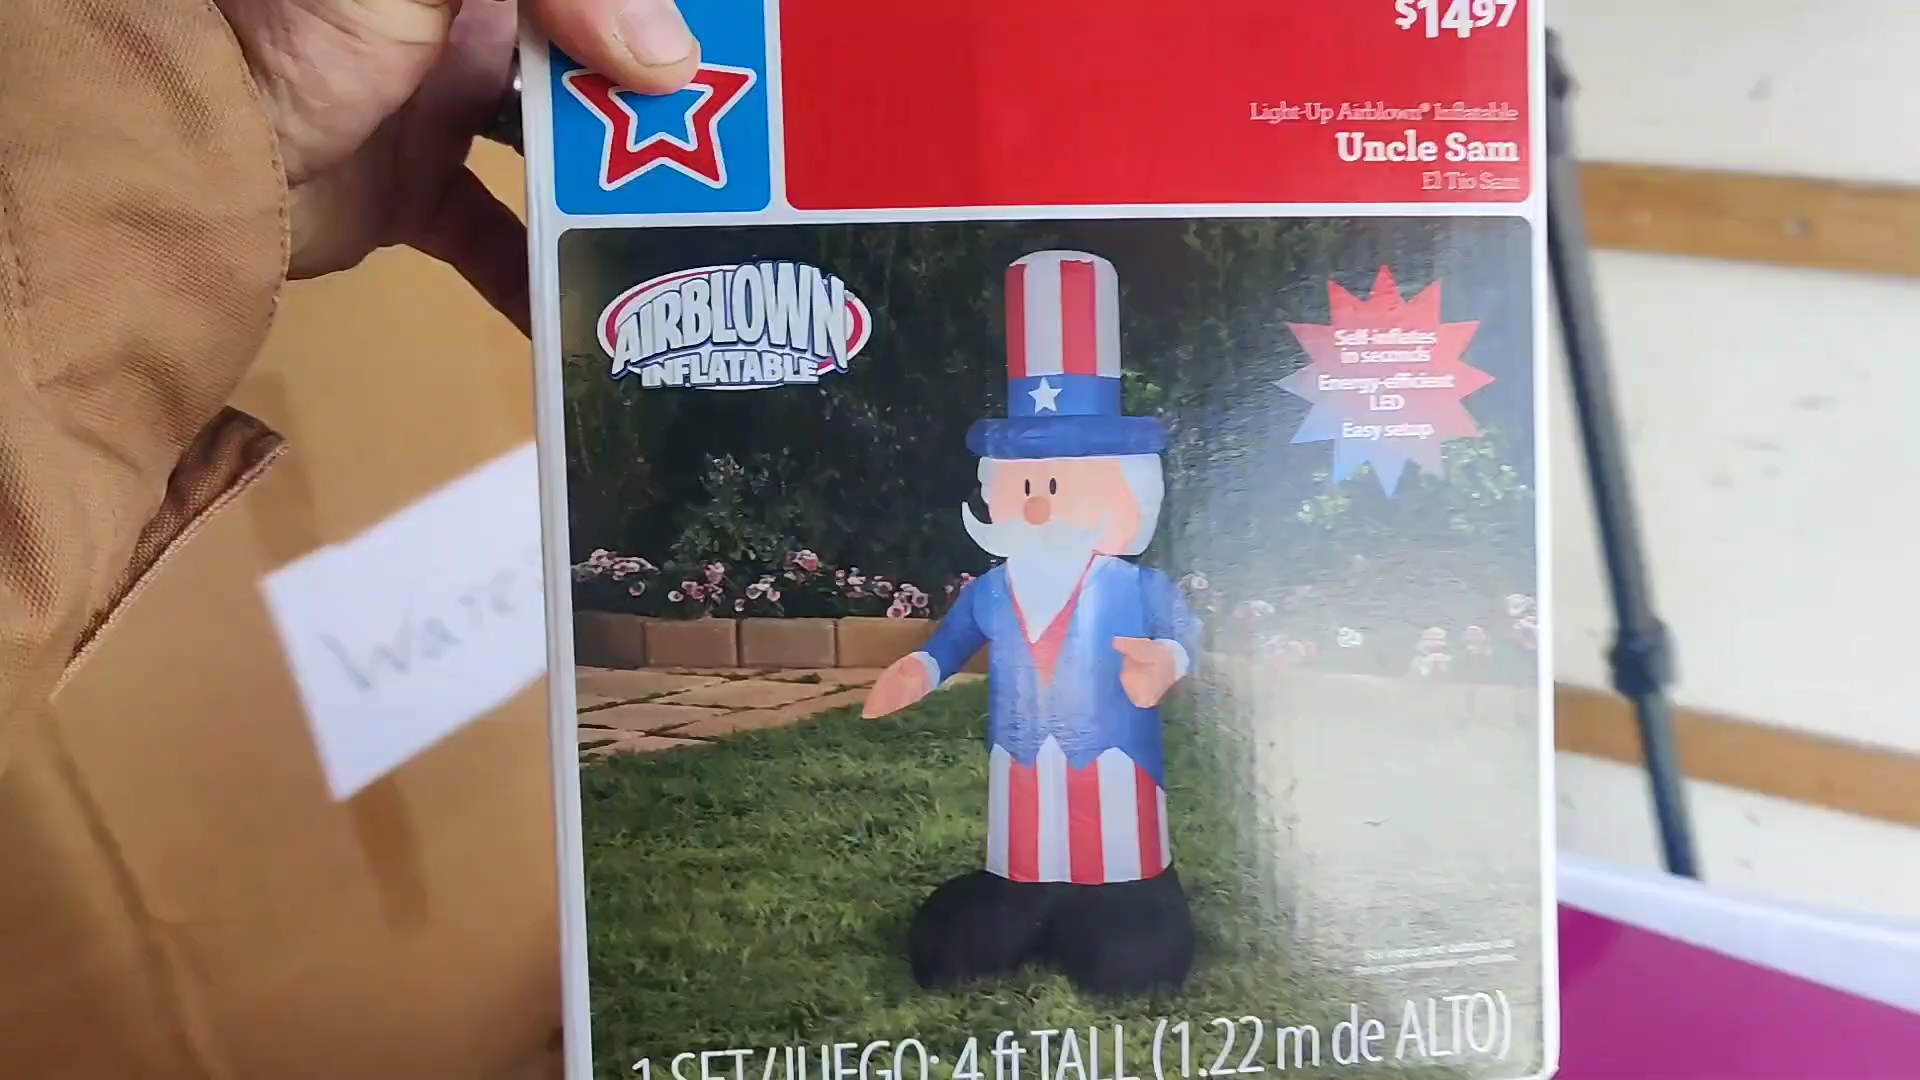 $14.97
Light-Up Airblown® Inflatable
Uncle Sam
El Tío Sam
AIRBLOWN
INFLATABLE
Self-inflates
in seconds
Energy-efficient
LED
Easy setup
1 SET/JUEGO: 4 ft TALL (1.22 m de ALTO)